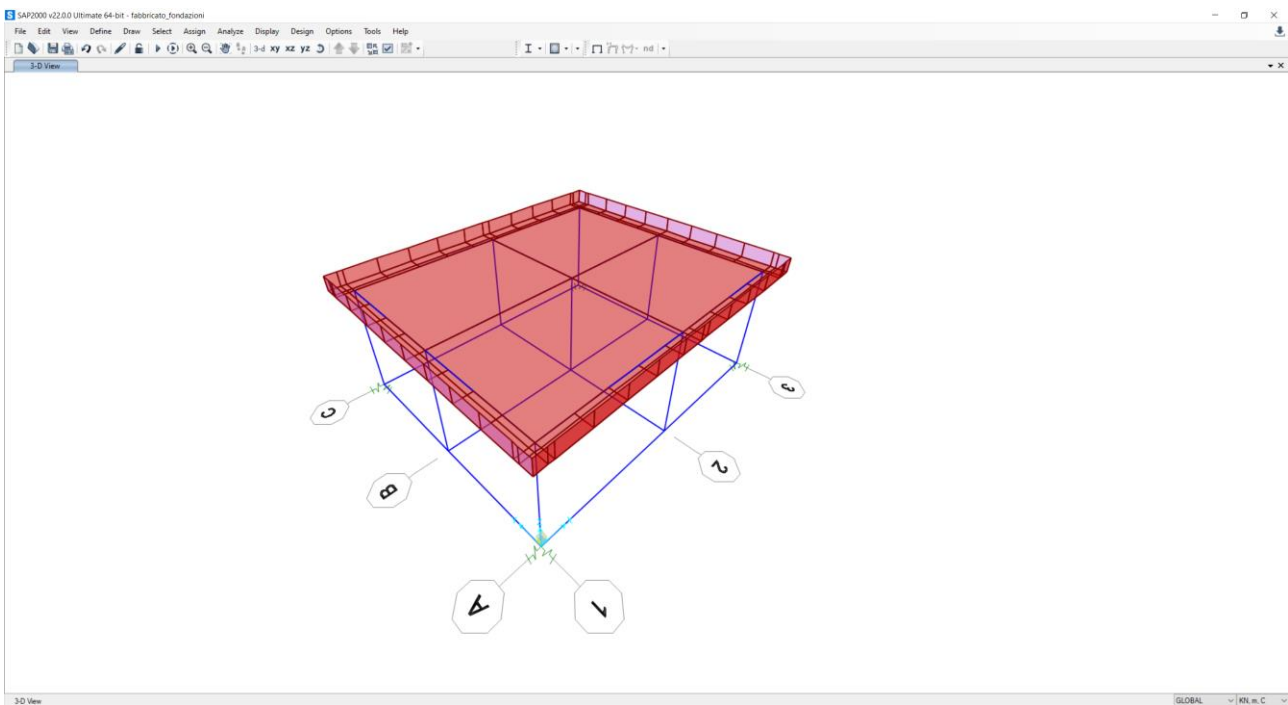 SAP2000 v22.0.0 Ultimate 64-bit - fabbricato_fondazioni
File Edit View Define Draw Select Assign Analyze Display Design Options Tools Help
3-d xy xz yz nd
3-D View
C
3
B
2
A
1
3-D View GLOBAL KN, m, C